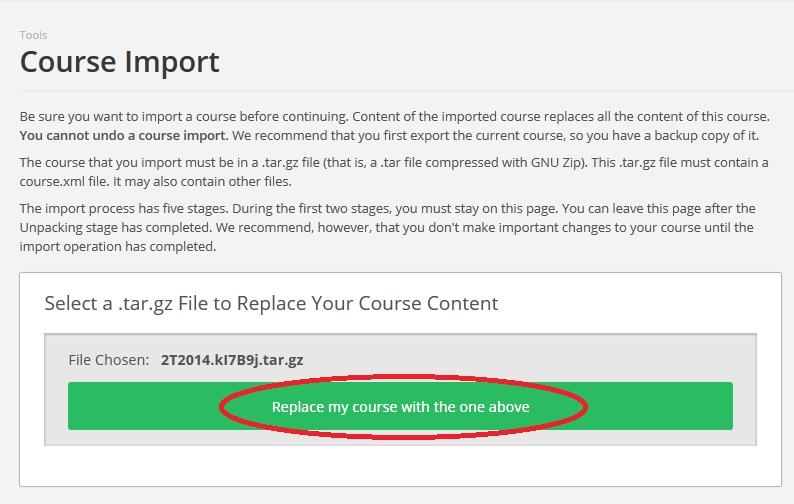 Tools
Course Import
Be sure you want to import a course before continuing. Content of the imported course replaces all the content of this course.
You cannot undo a course import. We recommend that you first export the current course, so you have a backup copy of it.
The course that you import must be in a .tar.gz file (that is, a .tar file compressed with GNU Zip). This .tar.gz file must contain a
course.xml file. It may also contain other files.
The import process has five stages. During the first two stages, you must stay on this page. You can leave this page after the
Unpacking stage has completed. We recommend, however, that you don't make important changes to your course until the
import operation has completed.
Select a .tar.gz File to Replace Your Course Content
File Chosen: 2T2014.kI7B9j.tar.gz
Replace my course with the one above